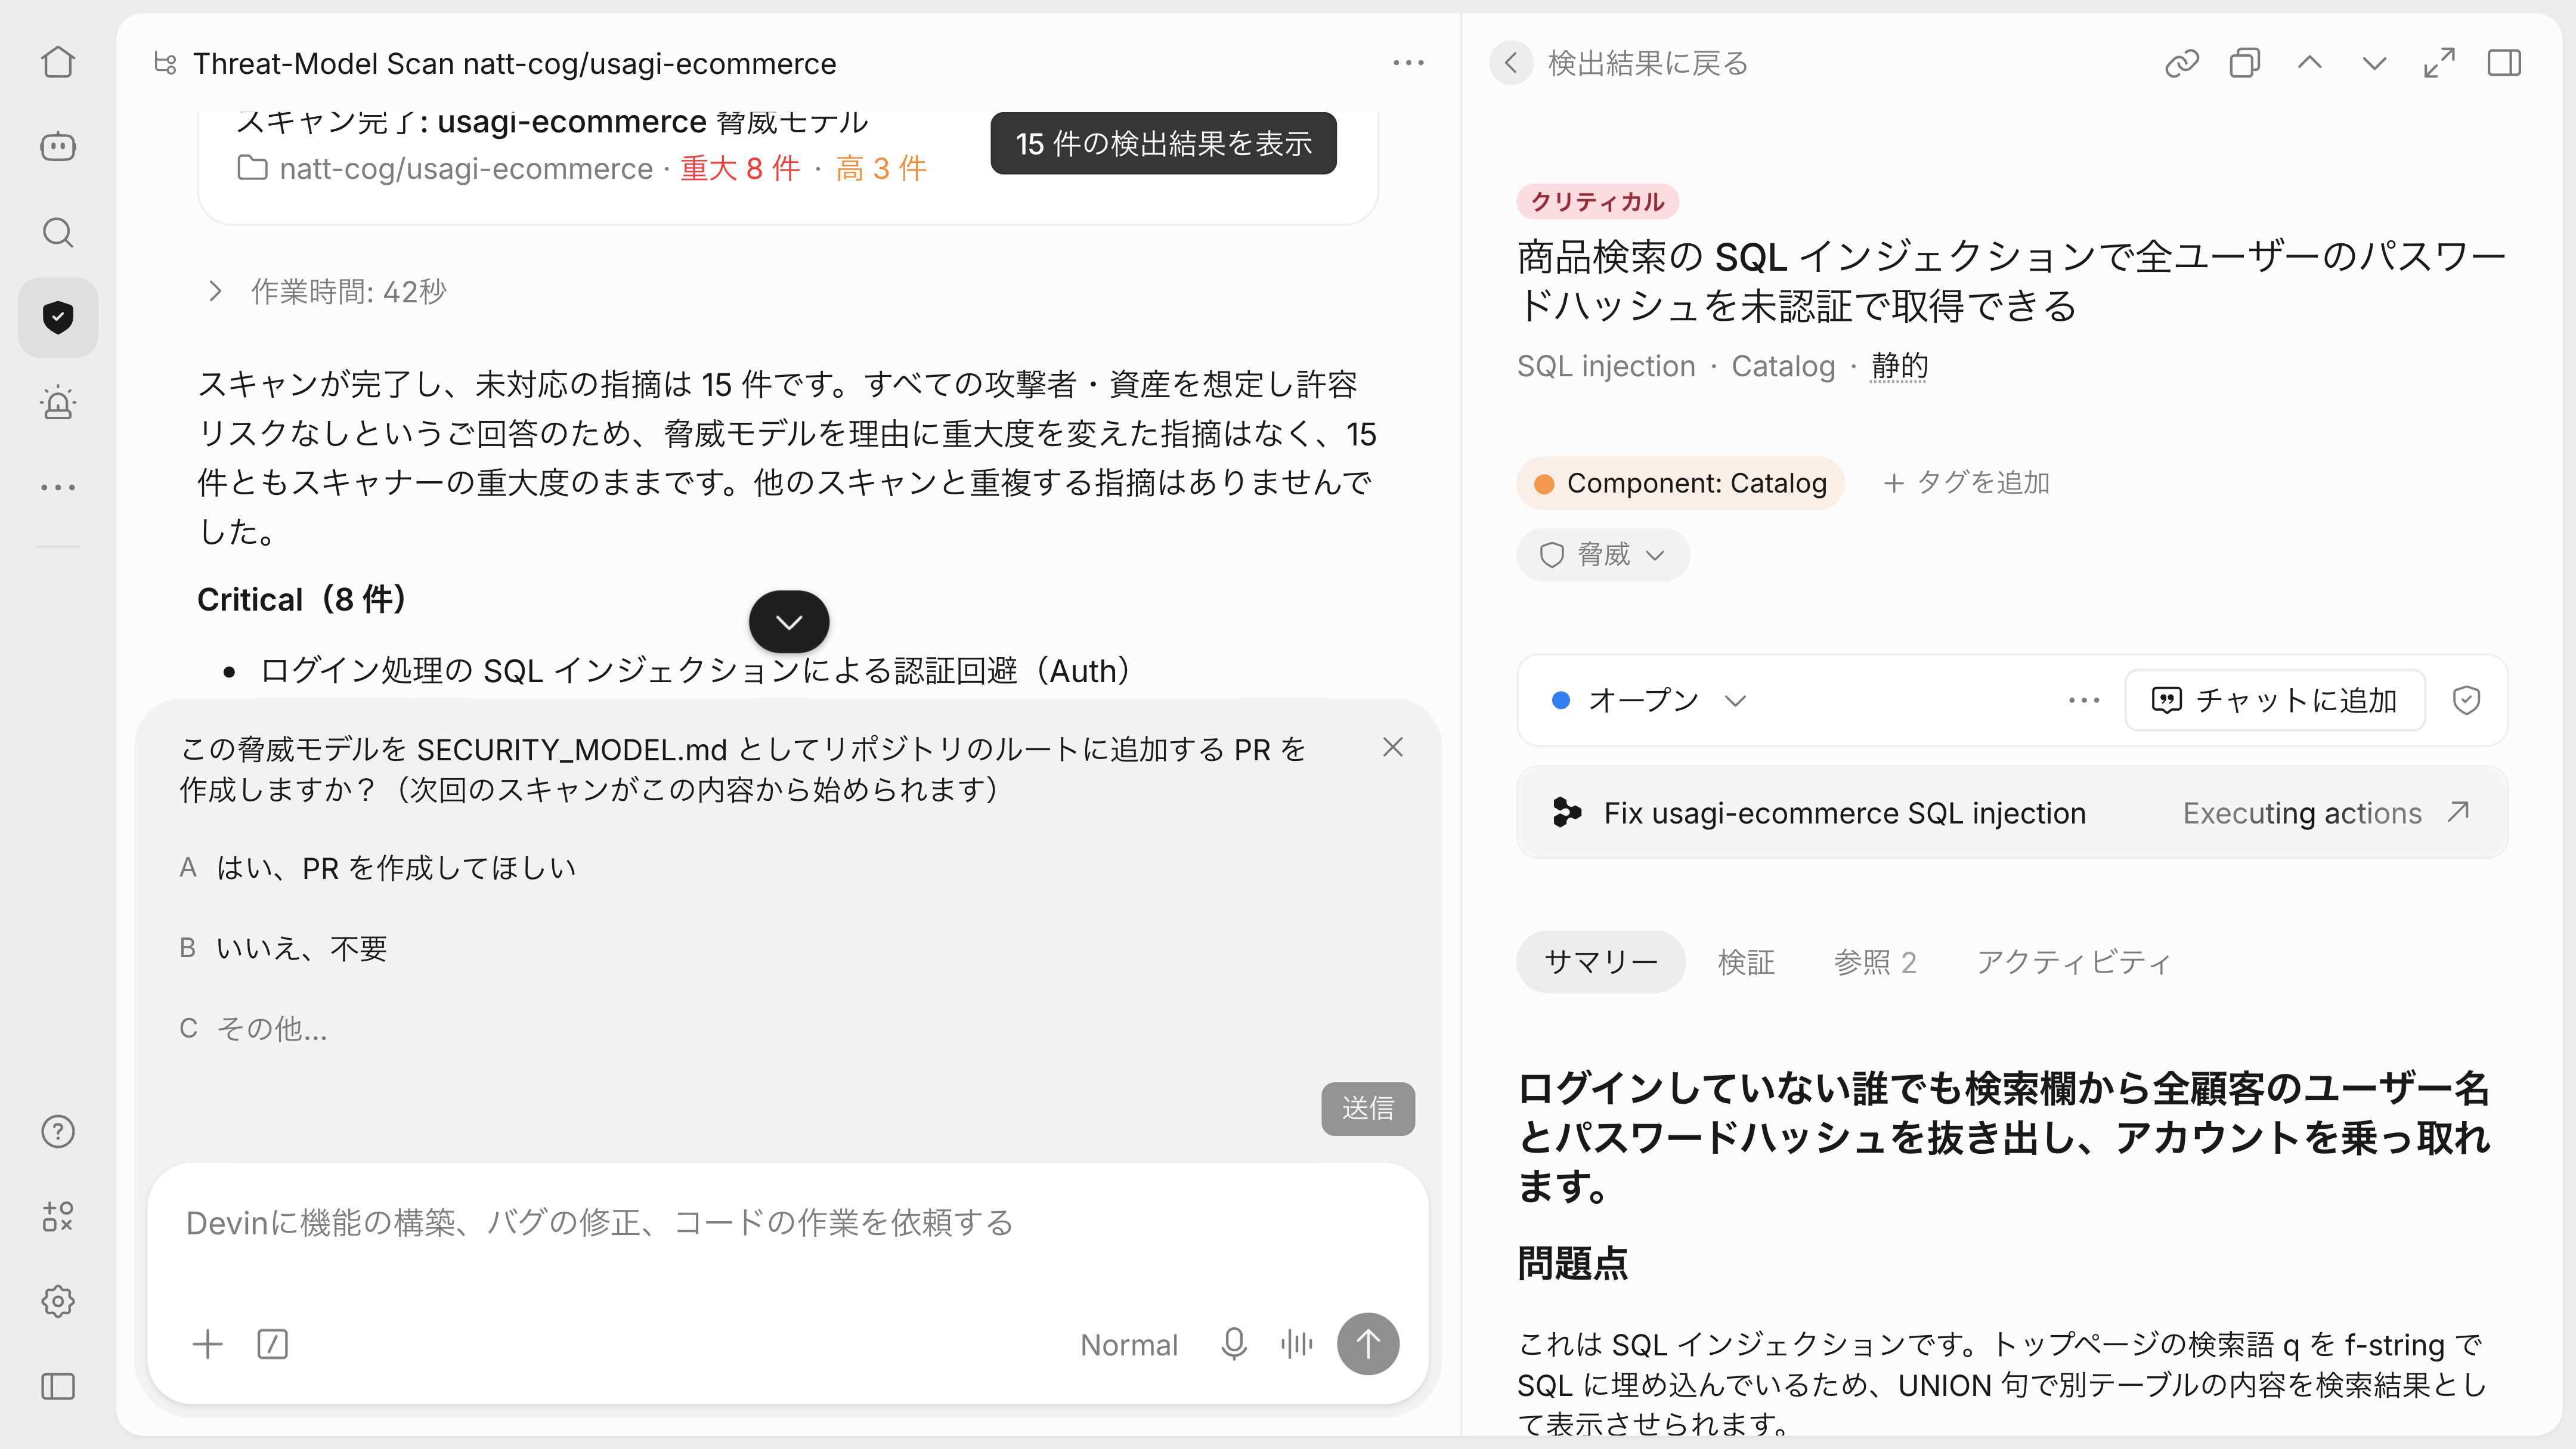 Threat-Model Scan natt-cog/usagi-ecommerce
スキャン完了: usagi-ecommerce 脅威モデル
natt-cog/usagi-ecommerce · 重大 8 件 · 高 3 件
15 件の検出結果を表示
作業時間: 42秒
スキャンが完了し、未対応の指摘は 15 件です。すべての攻撃者・資産を想定し許容
リスクなしというご回答のため、脅威モデルを理由に重大度を変えた指摘はなく、15
件ともスキャナーの重大度のままです。他のスキャンと重複する指摘はありませんで
した。
Critical（8 件）
• ログイン処理の SQL インジェクションによる認証回避（Auth）
この脅威モデルを SECURITY_MODEL.md としてリポジトリのルートに追加する PR を
作成しますか？（次回のスキャンがこの内容から始められます）
A はい、PR を作成してほしい
B いいえ、不要
C その他...
送信
Devinに機能の構築、バグの修正、コードの作業を依頼する
Normal
検出結果に戻る
クリティカル
商品検索の SQL インジェクションで全ユーザーのパスワー
ドハッシュを未認証で取得できる
SQL injection · Catalog · 静的
Component: Catalog
+ タグを追加
脅威
オープン
チャットに追加
Fix usagi-ecommerce SQL injection
Executing actions
サマリー
検証
参照 2
アクティビティ
ログインしていない誰でも検索欄から全顧客のユーザー名
とパスワードハッシュを抜き出し、アカウントを乗っ取れ
ます。
問題点
これは SQL インジェクションです。トップページの検索語 q を f-string で
SQL に埋め込んでいるため、UNION 句で別テーブルの内容を検索結果とし
て表示させられます。